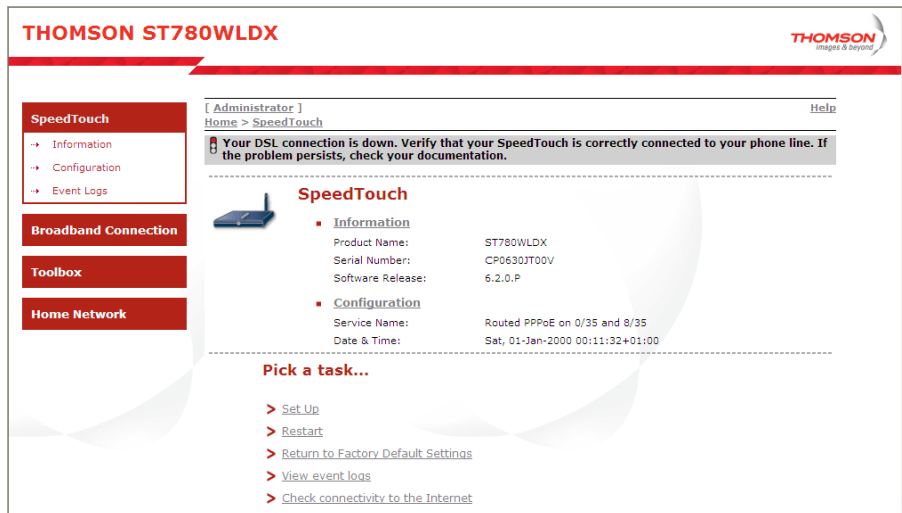 THOMSON ST780WLDX
THOMSON
images & beyond
SpeedTouch
Information
Configuration
Event Logs
Broadband Connection
Toolbox
Home Network
[ Administrator ]
Help
Home > SpeedTouch
Your DSL connection is down. Verify that your SpeedTouch is correctly connected to your phone line. If
the problem persists, check your documentation.
SpeedTouch
Information
Product Name: ST780WLDX
Serial Number: CP0630JT00V
Software Release: 6.2.0.P
Configuration
Service Name: Routed PPPoE on 0/35 and 8/35
Date & Time: Sat, 01-Jan-2000 00:11:32+01:00
Pick a task...
> Set Up
> Restart
> Return to Factory Default Settings
> View event logs
> Check connectivity to the Internet